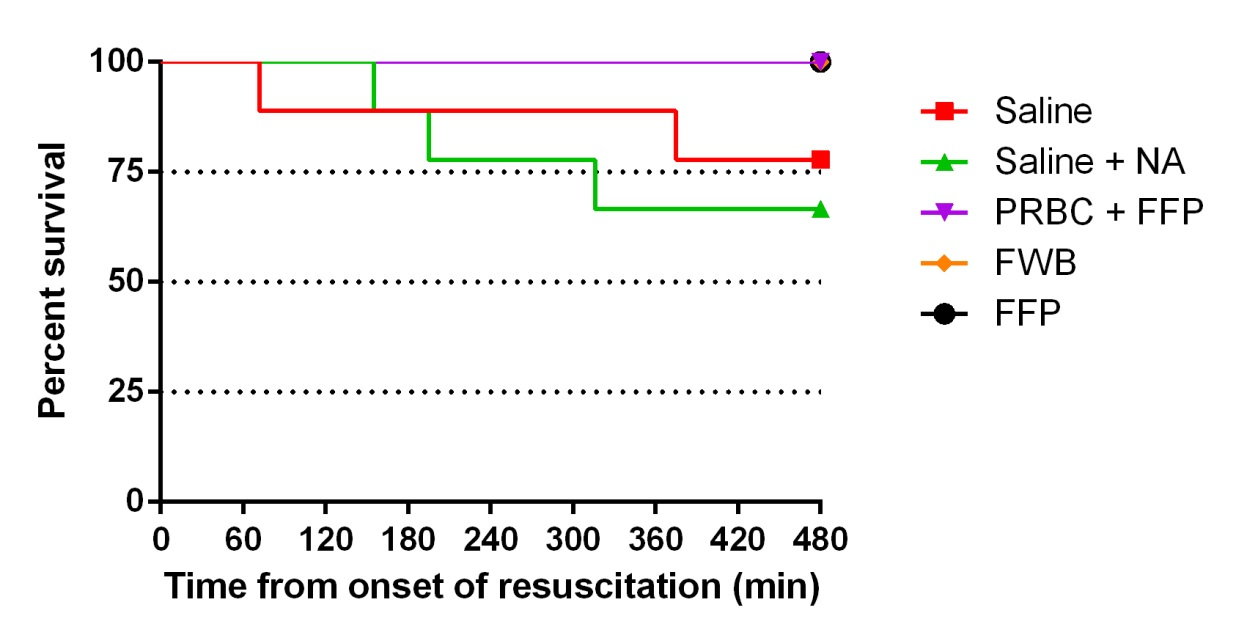 100
75
50
25
0
0 60 120 180 240 300 360 420 480
Percent survival
Time from onset of resuscitation (min)
Saline
Saline + NA
PRBC + FFP
FWB
FFP